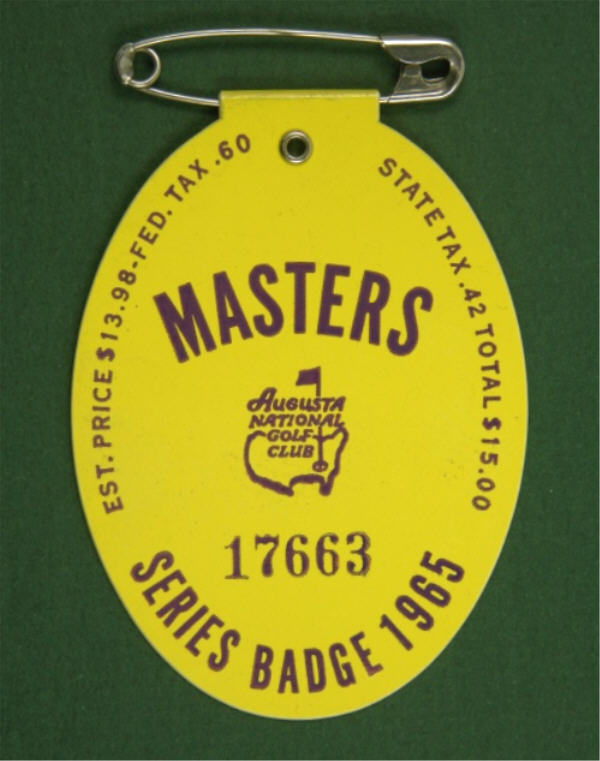 EST. PRICE $13.98-FED. TAX .60
STATE TAX .42 TOTAL $15.00
MASTERS
AUGUSTA
NATIONAL
GOLF
CLUB
17663
SERIES BADGE 1965